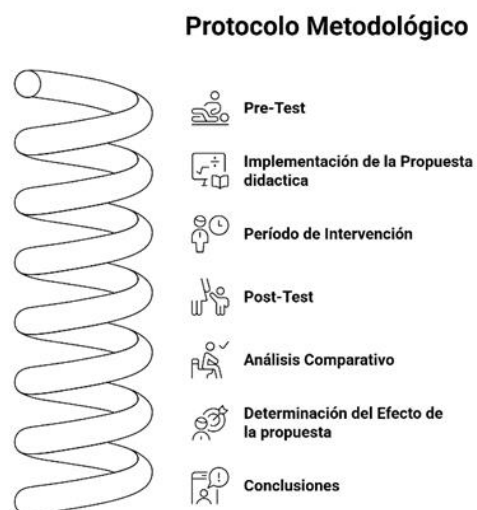 Protocolo Metodológico
Pre-Test
Implementación de la Propuesta
didactica
Período de Intervención
Post-Test
Análisis Comparativo
Determinación del Efecto de
la propuesta
Conclusiones